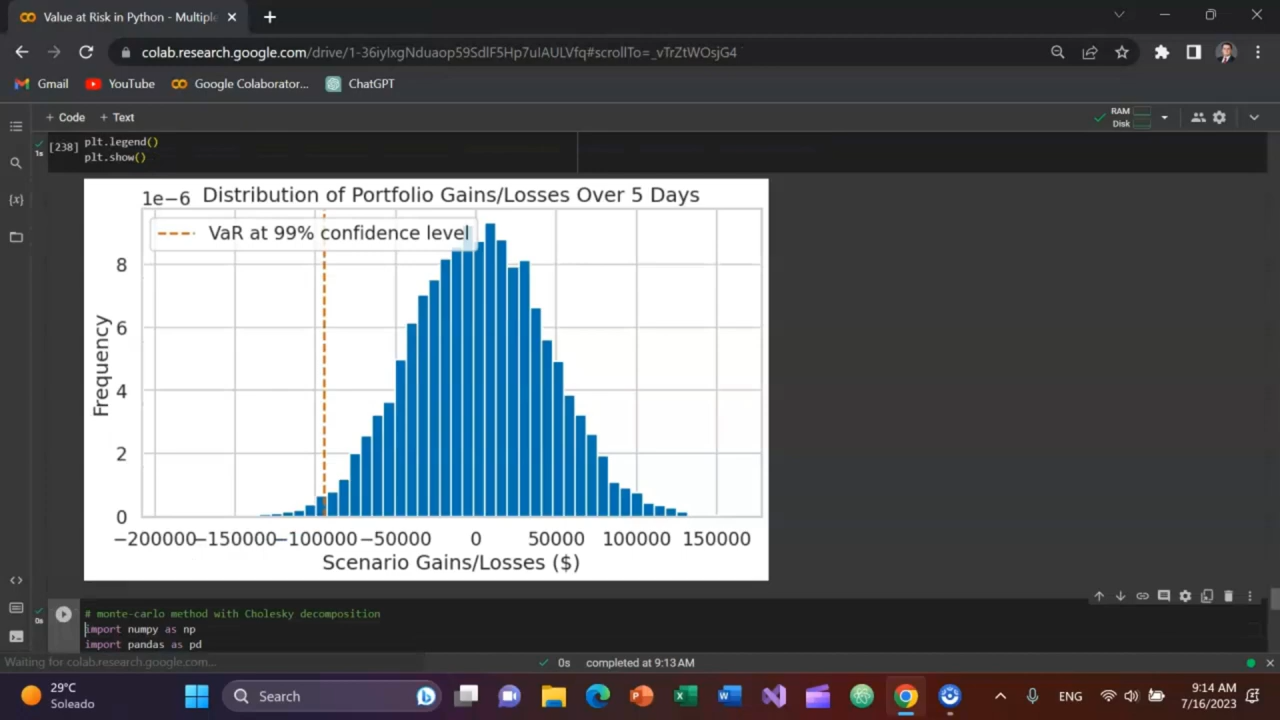 Value at Risk in Python - Multiple
colab.research.google.com/drive/1-36iylxgNduaop59SdlF5Hp7uIAULVfq#scrollTo=_vTrZtWOsjG4
Gmail YouTube Google Colaborator... ChatGPT
+ Code + Text
RAM
Disk
1s [238] plt.legend()
plt.show()
1e−6 Distribution of Portfolio Gains/Losses Over 5 Days
VaR at 99% confidence level
8
6
4
2
0
Frequency
−200000 −150000 −100000 −50000 0 50000 100000 150000
Scenario Gains/Losses ($)
0s # monte-carlo method with Cholesky decomposition
import numpy as np
import pandas as pd
Waiting for colab.research.google.com...
0s completed at 9:13 AM
29°C
Soleado
Search
ENG
9:14 AM
7/16/2023